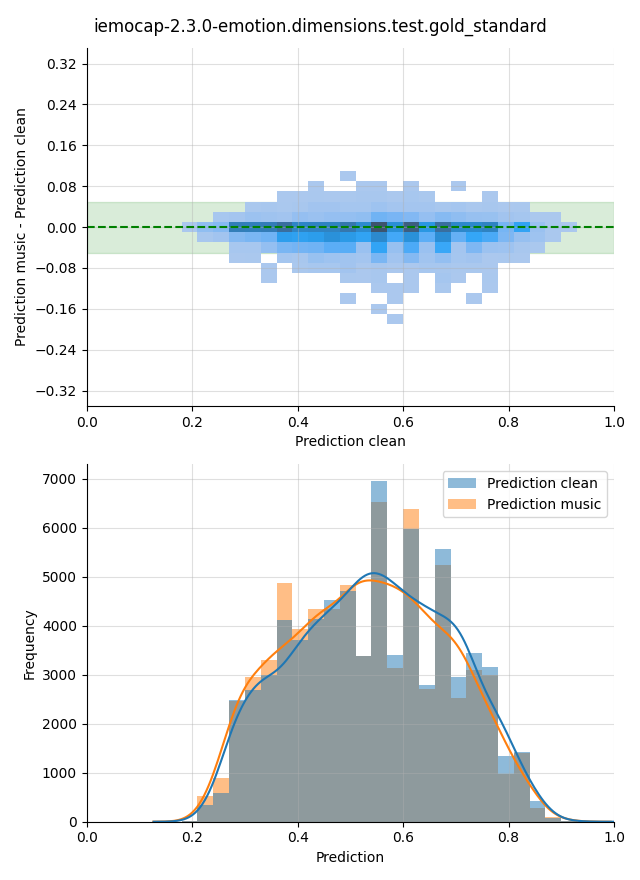 iemocap-2.3.0-emotion.dimensions.test.gold_standard
Prediction music - Prediction clean
0.32
0.24
0.16
0.08
0.00
−0.08
−0.16
−0.24
−0.32
0.0 0.2 0.4 0.6 0.8 1.0
Prediction clean
Frequency
7000
6000
5000
4000
3000
2000
1000
0
Prediction clean
Prediction music
0.0 0.2 0.4 0.6 0.8 1.0
Prediction